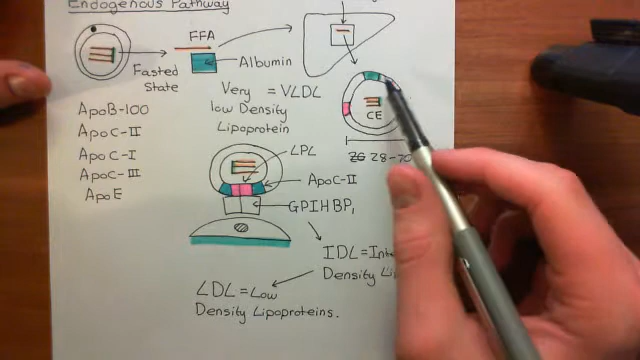 Endogenous Pathway
FFA
Albumin
Fasted
State
Very = VLDL
low Density
Lipoprotein
CE
28-70
ApoB-100
ApoC-II
ApoC-I
ApoC-III
ApoE
LPL
ApoC-II
GPIHBP1
IDL = Inte
Density Li
LDL = Low
Density Lipoproteins.